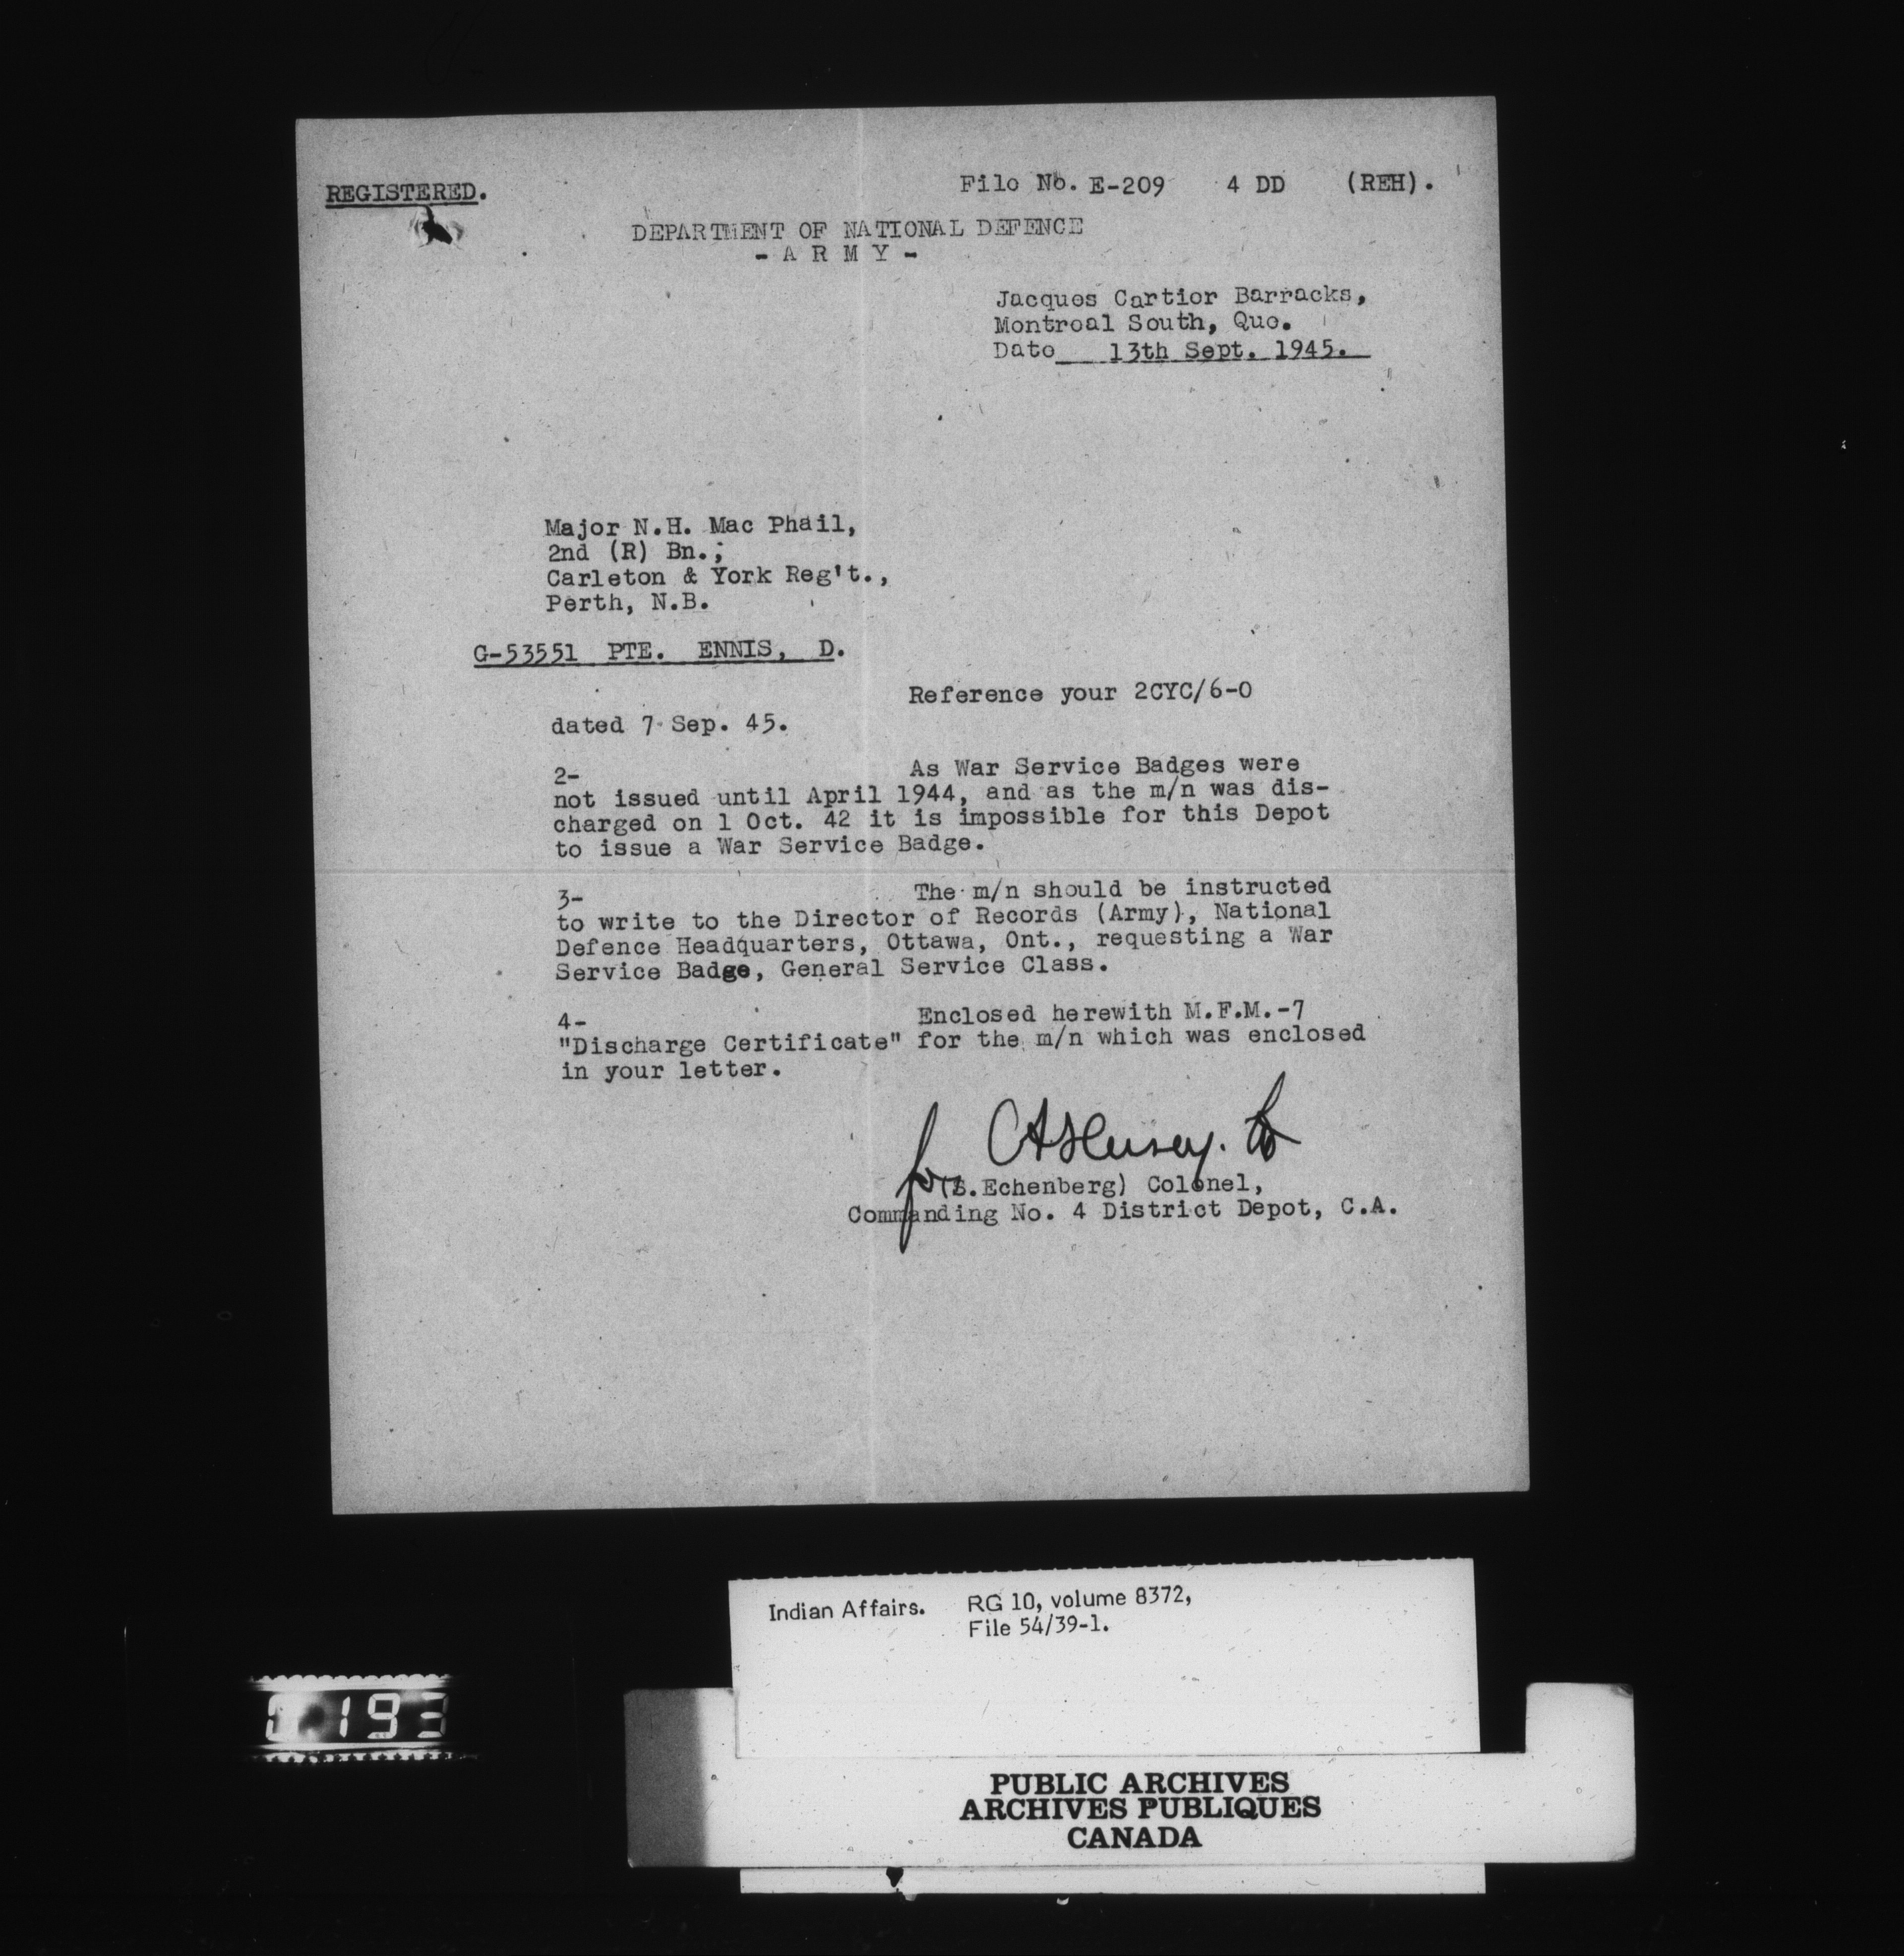 REGISTERED.
File No. E-209 4 DD (REH).
DEPARTMENT OF NATIONAL DEFENCE
- A R M Y -
Jacques Cartier Barracks,
Montreal South, Que.
Date 13th Sept. 1945.
Major N.H. Mac Phail,
2nd (R) Bn.;
Carleton & York Reg't.,
Perth, N.B.
G-53551 PTE. ENNIS, D.
Reference your 2CYC/6-0
dated 7 Sep. 45.
2- As War Service Badges were
not issued until April 1944, and as the m/n was dis-
charged on 1 Oct. 42 it is impossible for this Depot
to issue a War Service Badge.
3- The m/n should be instructed
to write to the Director of Records (Army), National
Defence Headquarters, Ottawa, Ont., requesting a War
Service Badge, General Service Class.
4- Enclosed herewith M.F.M.-7
"Discharge Certificate" for the m/n which was enclosed
in your letter.
for
(S.Echenberg) Colonel,
Commanding No. 4 District Depot, C.A.
Indian Affairs. RG 10, volume 8372,
File 54/39-1.
193
PUBLIC ARCHIVES
ARCHIVES PUBLIQUES
CANADA